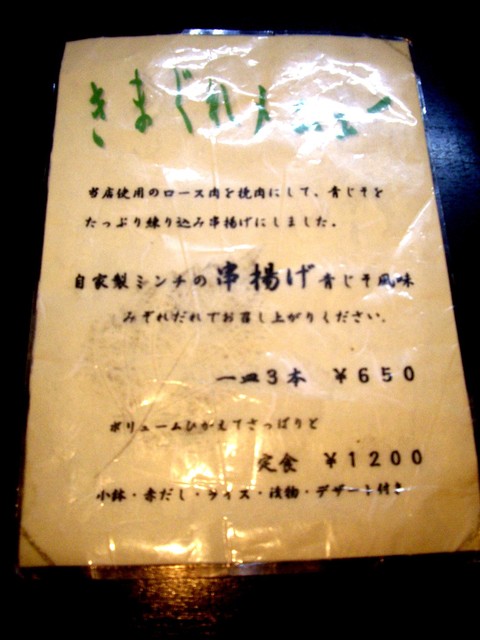 きまぐれメニュー
当店使用のロース肉を挽肉にして、青じそを
たっぷり練り込み串揚げにしました。
自家製ミンチの串揚げ青じそ風味
みぞれだれでお召し上がりください。
一皿３本 ￥６５０
ボリュームひかえてさっぱりと
定食 ￥１２００
小鉢・赤だし・ライス・漬物・デザート付き